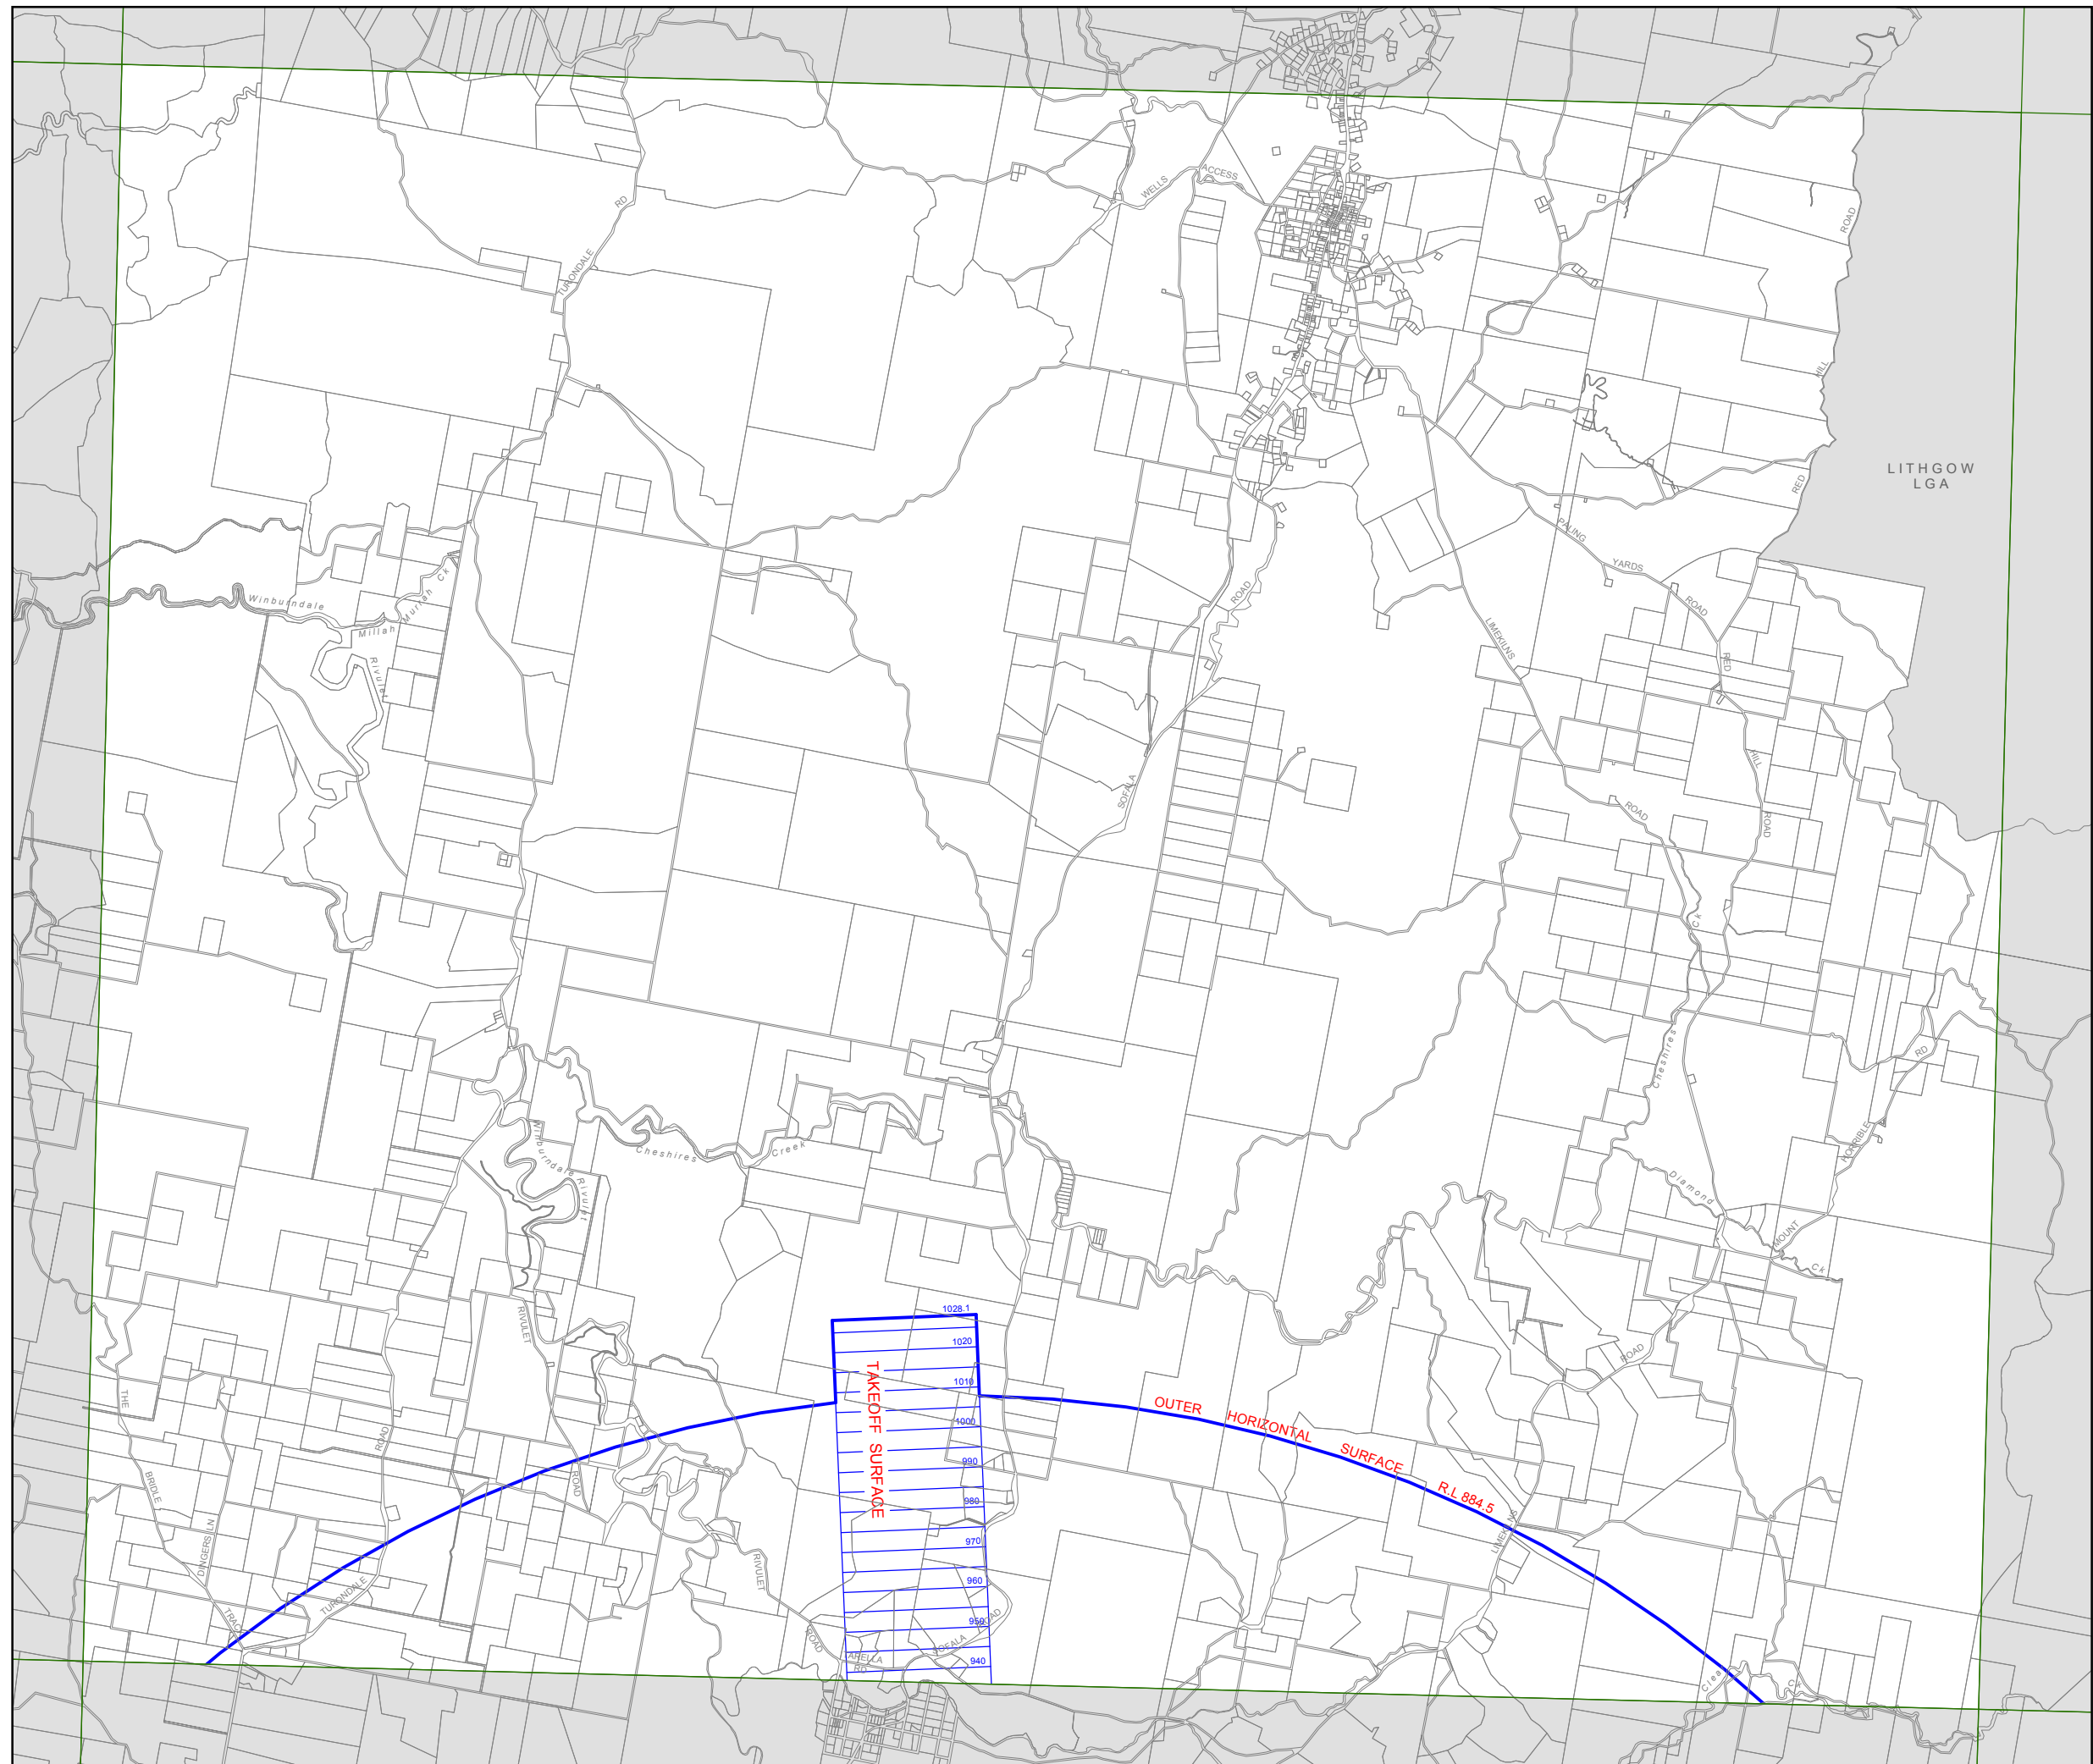 WELLS
ACCESS
ROAD
RD
TURONDALE
HILL
LITHGOW
LGA
RED
PALING
YARDS
ROAD
Winburndale
Millah Murrah Ck
Rivulet
ROAD
LIMEKILNS
RED
HILL
ROAD
SOFALA
ROAD
Ck
Cheshires
RD
HORRIBLE
MOUNT
Winburndale Rivulet
Cheshires Creek
Diamond
Ck
1028.1
1020
1010
1000
990
980
970
960
950
940
TAKEOFF SURFACE
OUTER HORIZONTAL SURFACE R.L 884.5
RIVULET
ROAD
ROAD
THE
BRIDLE
TRACK
DINGERS LN
ROAD
TURONDALE
LIMEKILNS
RIVULET
ROAD
ROAD
SOFALA
ARELLA
RD
Clear
Ck